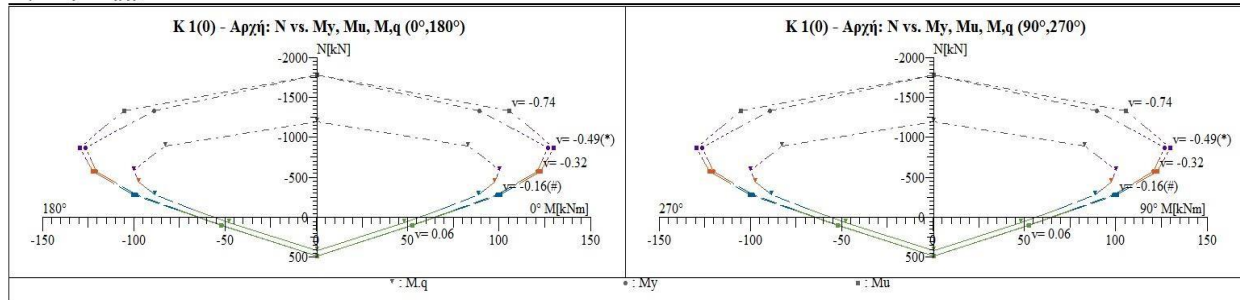 K 1(0) - Αρχή: N vs. My, Mu, M,q (0°,180°)
N[kN]
-2000
-1500
-1000
-500
0
500
v= -0.74
v= -0.49(*)
v= -0.32
v= -0.16(#)
v= 0.06
180°
0° M[kNm]
-150 -100 -50 0 50 100 150
K 1(0) - Αρχή: N vs. My, Mu, M,q (90°,270°)
N[kN]
-2000
-1500
-1000
-500
0
500
v= -0.74
v= -0.49(*)
v= -0.32
v= -0.16(#)
v= 0.06
270°
90° M[kNm]
-150 -100 -50 0 50 100 150
: M.q : My : Mu